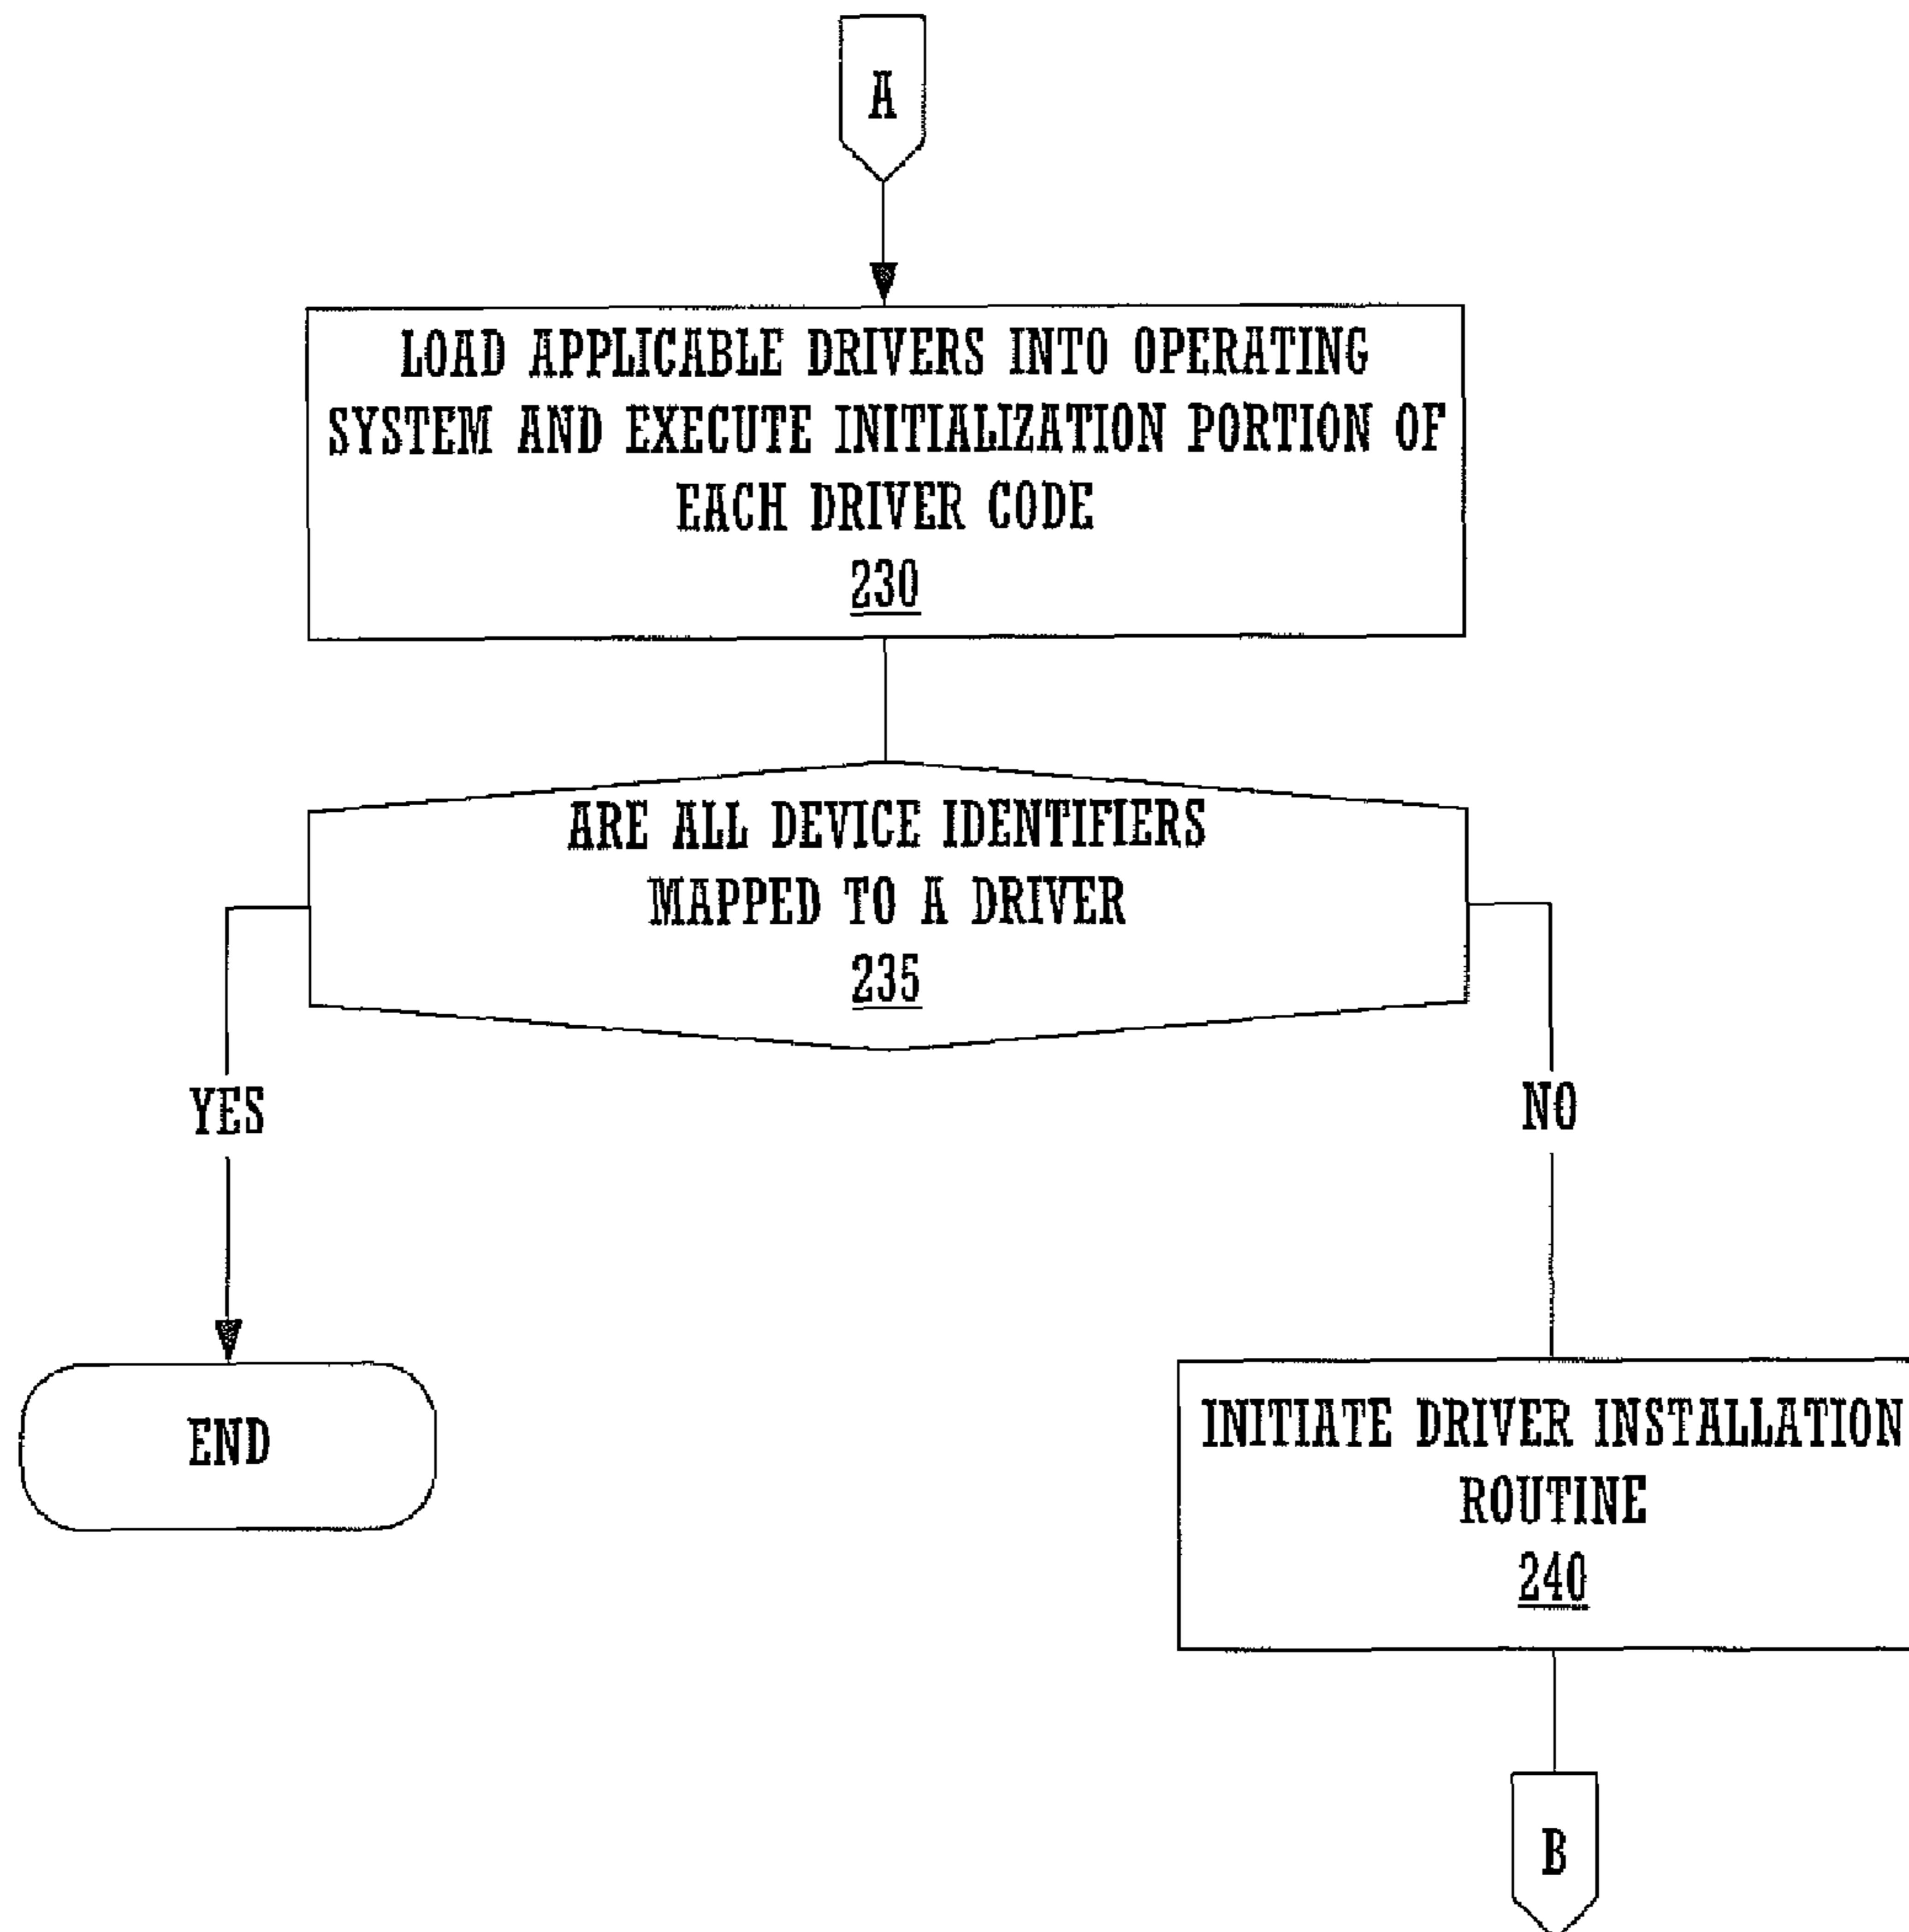 A
LOAD APPLICABLE DRIVERS INTO OPERATING
SYSTEM AND EXECUTE INITIALIZATION PORTION OF
EACH DRIVER CODE
230
ARE ALL DEVICE IDENTIFIERS
MAPPED TO A DRIVER
235
YES
NO
END
INITIATE DRIVER INSTALLATION
ROUTINE
240
B